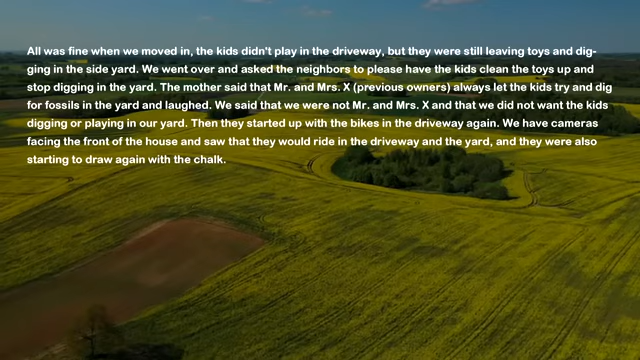 All was fine when we moved in, the kids didn't play in the driveway, but they were still leaving toys and dig-
ging in the side yard. We went over and asked the neighbors to please have the kids clean the toys up and
stop digging in the yard. The mother said that Mr. and Mrs. X (previous owners) always let the kids try and dig
for fossils in the yard and laughed. We said that we were not Mr. and Mrs. X and that we did not want the kids
digging or playing in our yard. Then they started up with the bikes in the driveway again. We have cameras
facing the front of the house and saw that they would ride in the driveway and the yard, and they were also
starting to draw again with the chalk.